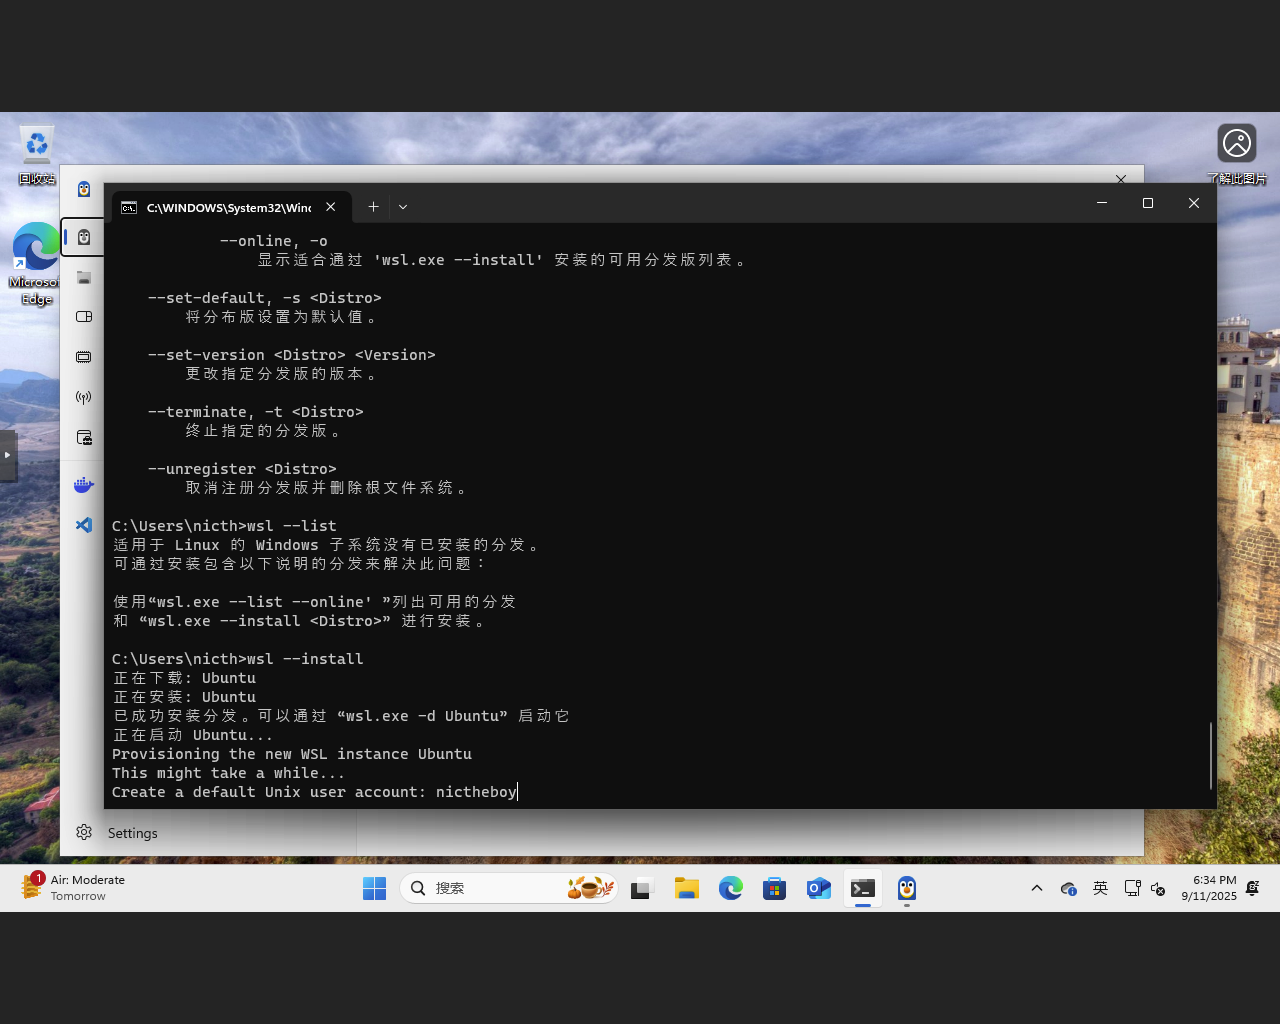 回收站
了解此图片
Microsof
Edge
C:\WINDOWS\System32\Wind
--online, -o
显示适合通过 'wsl.exe --install' 安装的可用分发版列表。
--set-default, -s <Distro>
将分布版设置为默认值。
--set-version <Distro> <Version>
更改指定分发版的版本。
--terminate, -t <Distro>
终止指定的分发版。
--unregister <Distro>
取消注册分发版并删除根文件系统。
C:\Users\nicth>wsl --list
适用于 Linux 的 Windows 子系统没有已安装的分发。
可通过安装包含以下说明的分发来解决此问题：
使用“wsl.exe --list --online' ”列出可用的分发
和 “wsl.exe --install <Distro>” 进行安装。
C:\Users\nicth>wsl --install
正在下载: Ubuntu
正在安装: Ubuntu
已成功安装分发。可以通过 “wsl.exe -d Ubuntu” 启动它
正在启动 Ubuntu...
Provisioning the new WSL instance Ubuntu
This might take a while...
Create a default Unix user account: nictheboy
Settings
1
Air: Moderate
Tomorrow
搜索
英
6:34 PM
9/11/2025